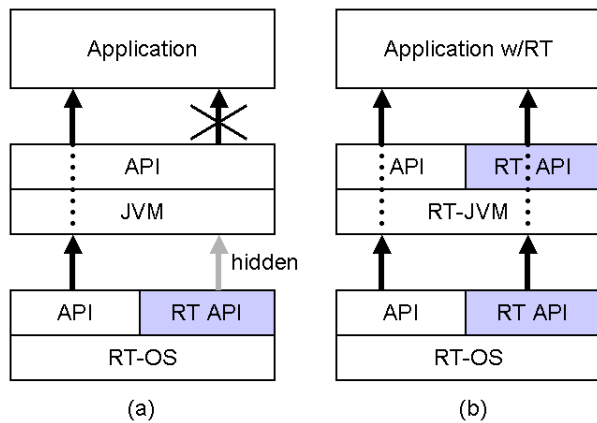 Application
API
JVM
hidden
API RT API
RT-OS
(a)
Application w/RT
API RT API
RT-JVM
API RT API
RT-OS
(b)